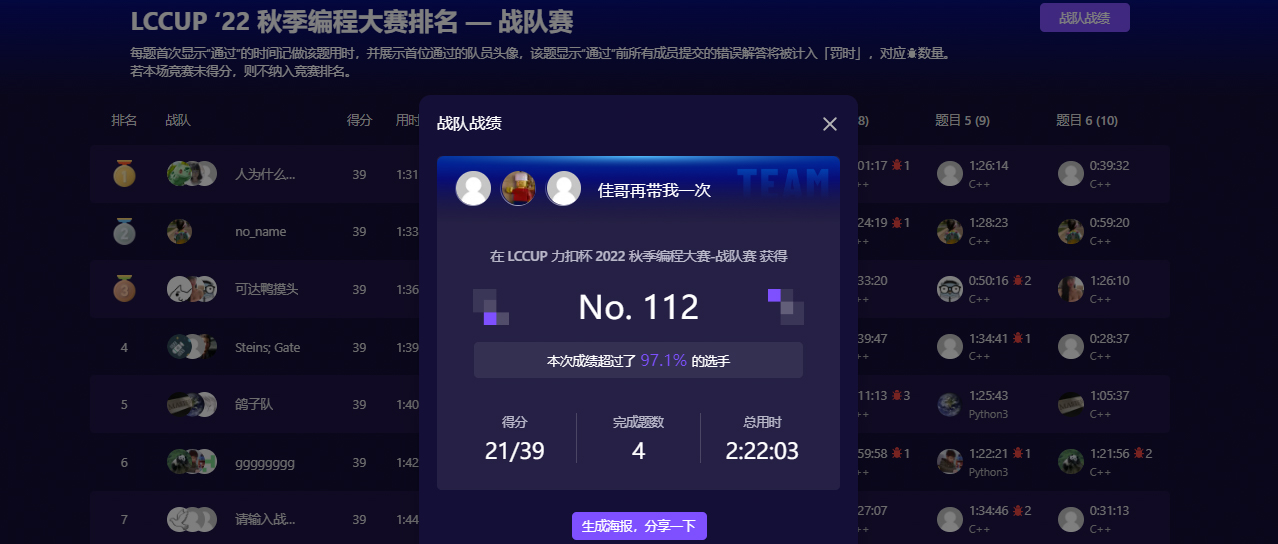 LCCUP ‘22 秋季编程大赛排名 — 战队赛
战队战绩
每题首次显示“通过”的时间记做该题用时，并展示首位通过的队员头像，该题显示“通过”前所有成员提交的错误解答将被计入「罚时」，对应数量。
若本场竞赛未得分，则不纳入竞赛排名。
排名 战队 得分 用时 8) 题目 5 (9) 题目 6 (10)
1 人为什么... 39 1:31 01:17 1 1:26:14 0:39:32
C++ C++
2 no_name 39 1:33 24:19 1 1:28:23 0:59:20
C++ C++
3 可达鸭摸头 39 1:36 33:20 0:50:16 2 1:26:10
C++ C++
4 Steins; Gate 39 1:39 39:47 1:34:41 1 0:28:37
C++ C++
5 鸽子队 39 1:40 11:13 3 1:25:43 1:05:37
Python3 C++
6 gggggggg 39 1:42 59:58 1 1:22:21 1 1:21:56 2
Python3 C++
7 请输入战... 39 1:44 27:07 1:34:46 2 0:31:13
C++ C++
战队战绩
佳哥再带我一次
TEAM
在 LCCUP 力扣杯 2022 秋季编程大赛-战队赛 获得
No. 112
本次成绩超过了 97.1% 的选手
得分 完成题数 总用时
21/39 4 2:22:03
生成海报，分享一下